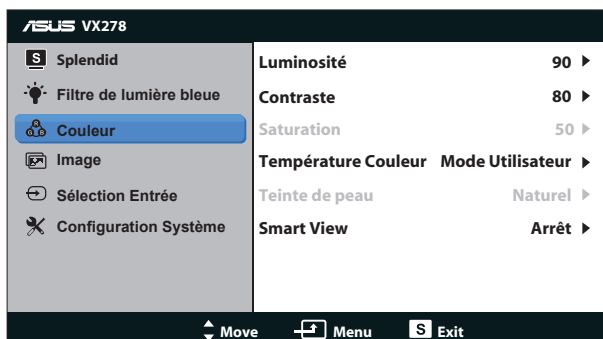 ASUS VX278
S Splendid
Filtre de lumière bleue
Couleur
Image
Sélection Entrée
Configuration Système
Luminosité 90
Contraste 80
Saturation 50
Température Couleur Mode Utilisateur
Teinte de peau Naturel
Smart View Arrêt
Move Menu S Exit